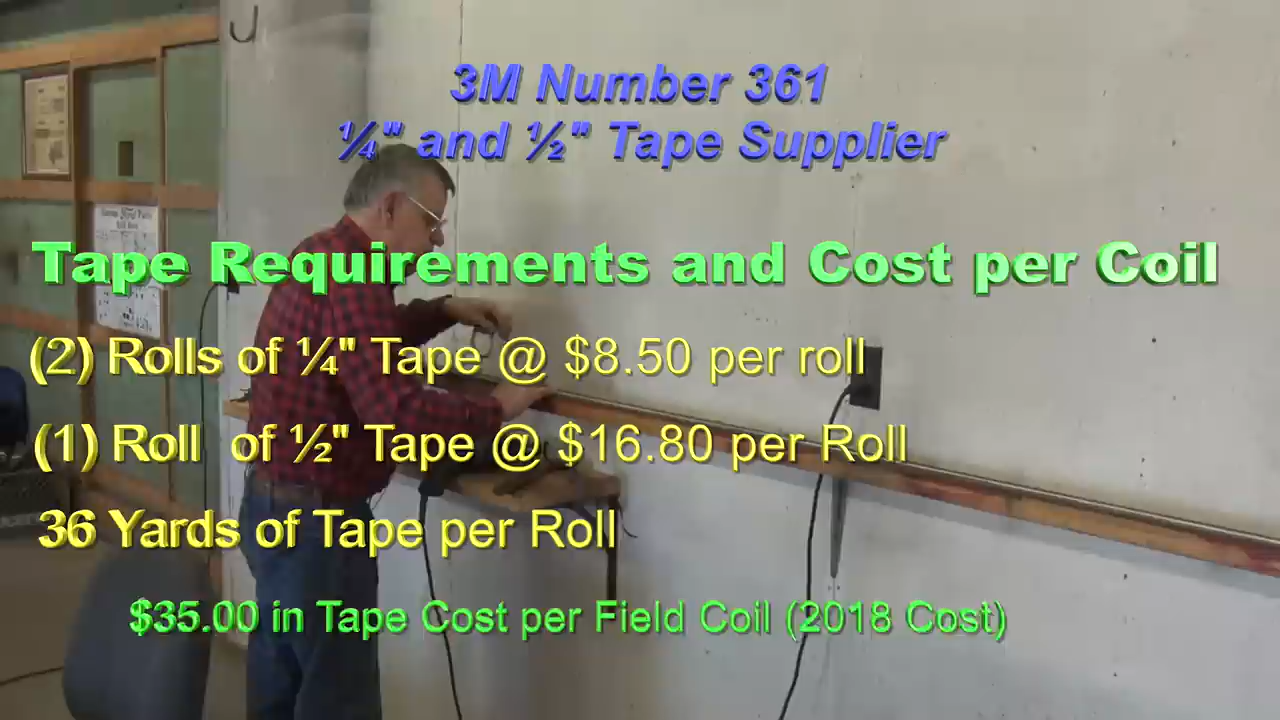 3M Number 361
¼" and ½" Tape Supplier
Tape Requirements and Cost per Coil
(2) Rolls of ¼" Tape @ $8.50 per roll
(1) Roll  of ½" Tape @ $16.80 per Roll
36 Yards of Tape per Roll
$35.00 in Tape Cost per Field Coil (2018 Cost)